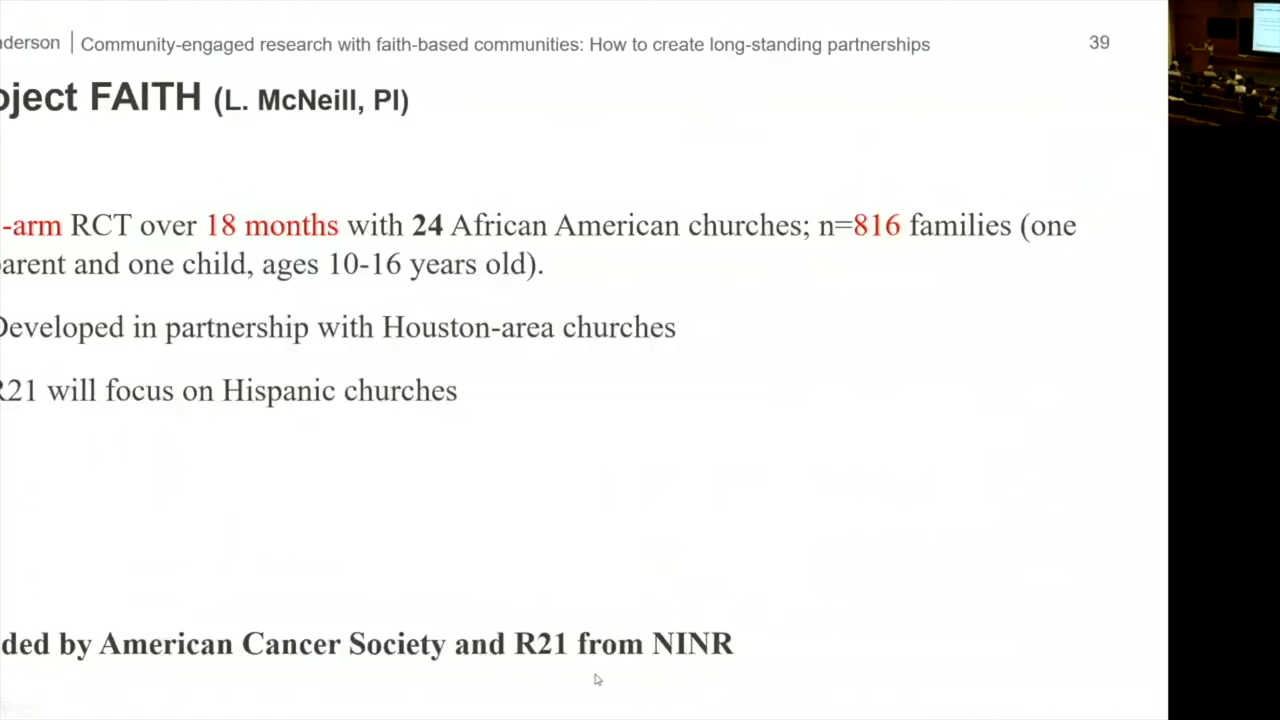 nderson | Community-engaged research with faith-based communities: How to create long-standing partnerships 39
oject FAITH (L. McNeill, PI)
-arm RCT over 18 months with 24 African American churches; n=816 families (one
arent and one child, ages 10-16 years old).
Developed in partnership with Houston-area churches
R21 will focus on Hispanic churches
ded by American Cancer Society and R21 from NINR